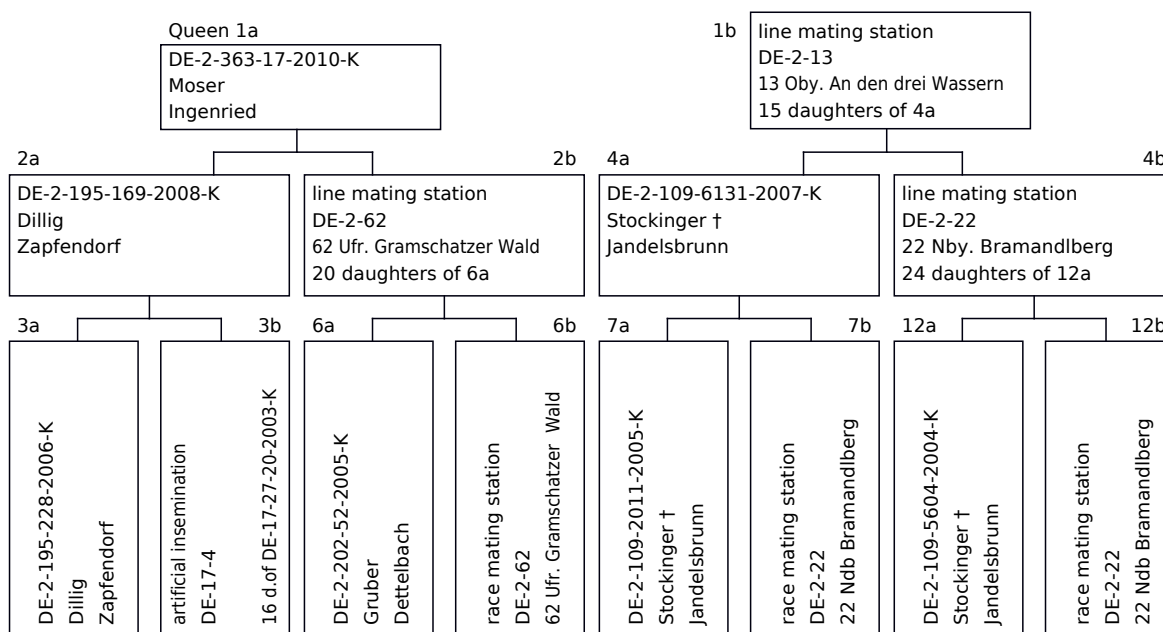 Queen 1a
DE-2-363-17-2010-K
Moser
Ingenried
1b
line mating station
DE-2-13
13 Oby. An den drei Wassern
15 daughters of 4a
2a
DE-2-195-169-2008-K
Dillig
Zapfendorf
2b
line mating station
DE-2-62
62 Ufr. Gramschatzer Wald
20 daughters of 6a
4a
DE-2-109-6131-2007-K
Stockinger †
Jandelsbrunn
4b
line mating station
DE-2-22
22 Nby. Bramandlberg
24 daughters of 12a
3a
DE-2-195-228-2006-K
Dillig
Zapfendorf
3b
artificial insemination
DE-17-4
16 d.of DE-17-27-20-2003-K
6a
DE-2-202-52-2005-K
Gruber
Dettelbach
6b
race mating station
DE-2-62
62 Ufr. Gramschatzer Wald
7a
DE-2-109-2011-2005-K
Stockinger †
Jandelsbrunn
7b
race mating station
DE-2-22
22 Ndb Bramandlberg
12a
DE-2-109-5604-2004-K
Stockinger †
Jandelsbrunn
12b
race mating station
DE-2-22
22 Ndb Bramandlberg